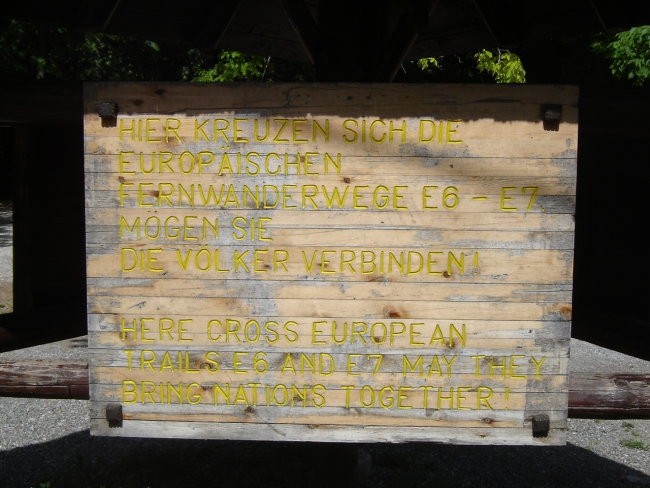 HIER KREUZEN SICH DIE
EUROPÄISCHEN
FERNWANDERWEGE E6 - E7.
MÖGEN SIE
DIE VÖLKER VERBINDEN!
HERE CROSS EUROPEAN
TRAILS E6 AND E7. MAY THEY
BRING NATIONS TOGETHER!